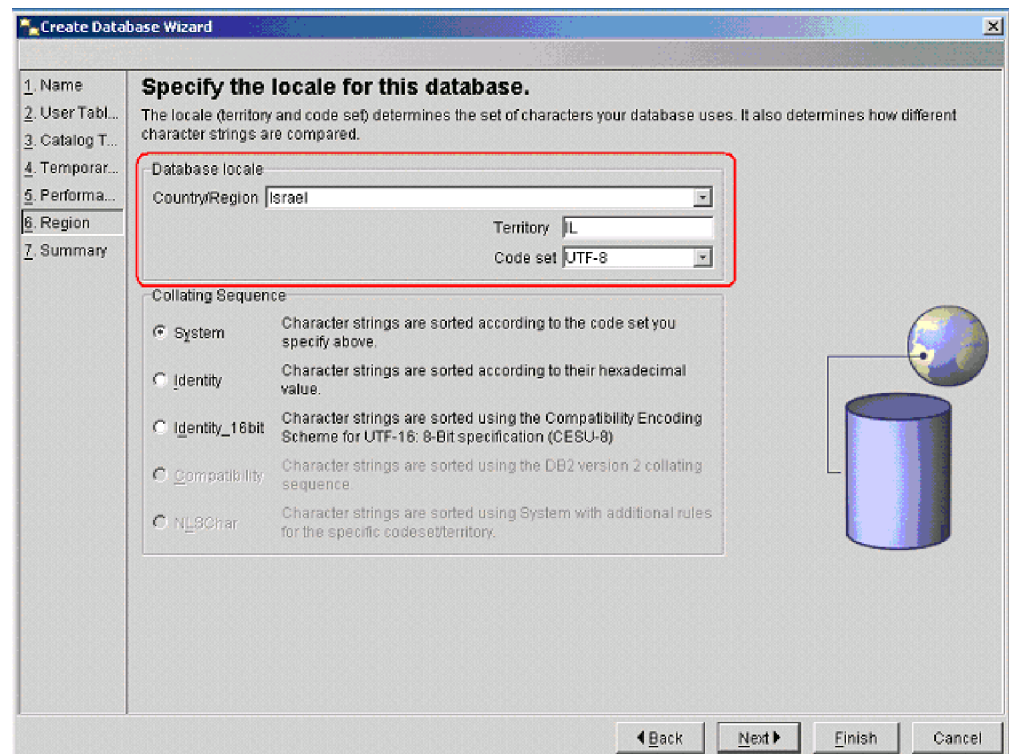 Create Database Wizard
1. Name
2. User Tabl...
3. Catalog T...
4. Temporar...
5. Performa...
6. Region
7. Summary
Specify the locale for this database.
The locale (territory and code set) determines the set of characters your database uses. It also determines how different
character strings are compared.
Database locale
Country/Region Israel
Territory IL
Code set UTF-8
Collating Sequence
System Character strings are sorted according to the code set you
specify above.
Identity Character strings are sorted according to their hexadecimal
value.
Identity_16bit Character strings are sorted using the Compatibility Encoding
Scheme for UTF-16: 8-Bit specification (CESU-8)
Compatibility Character strings are sorted using the DB2 version 2 collating
sequence.
NLSChar Character strings are sorted using System with additional rules
for the specific codeset/territory.
Back Next Finish Cancel